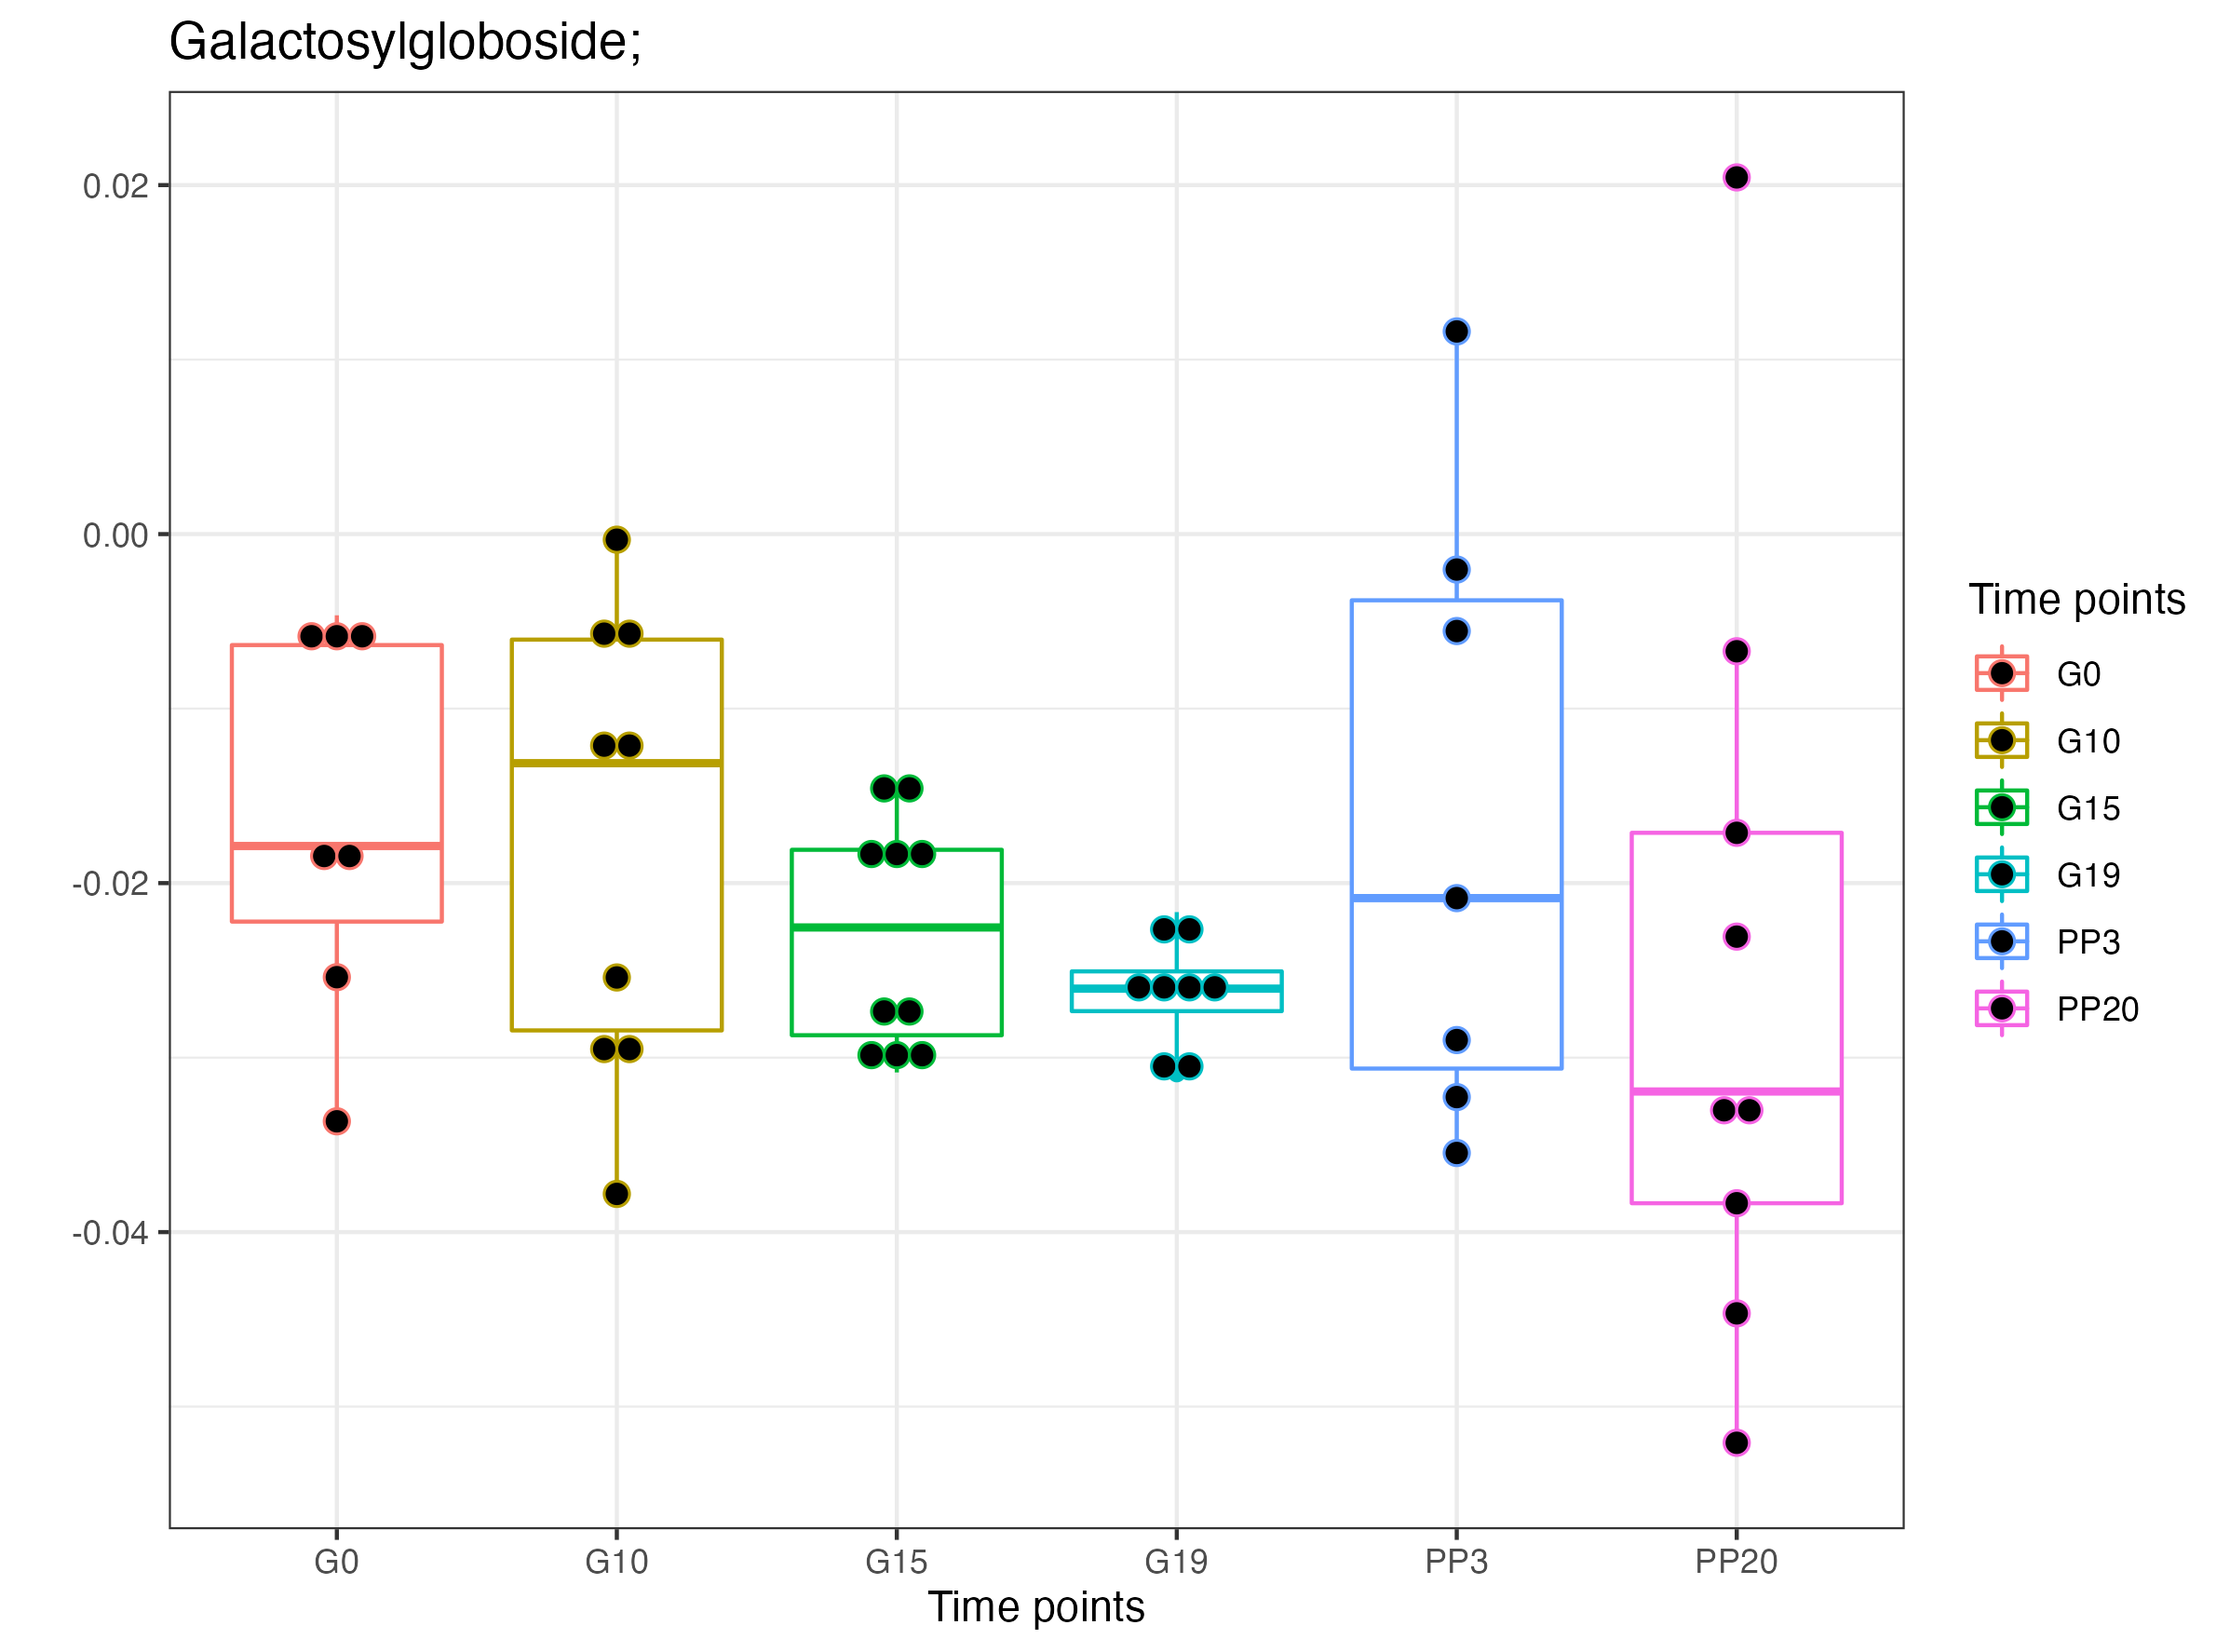 Galactosylgloboside;
0.02
0.00
-0.02
-0.04
G0
G10
G15
G19
PP3
PP20
Time points
Time points
G0
G10
G15
G19
PP3
PP20